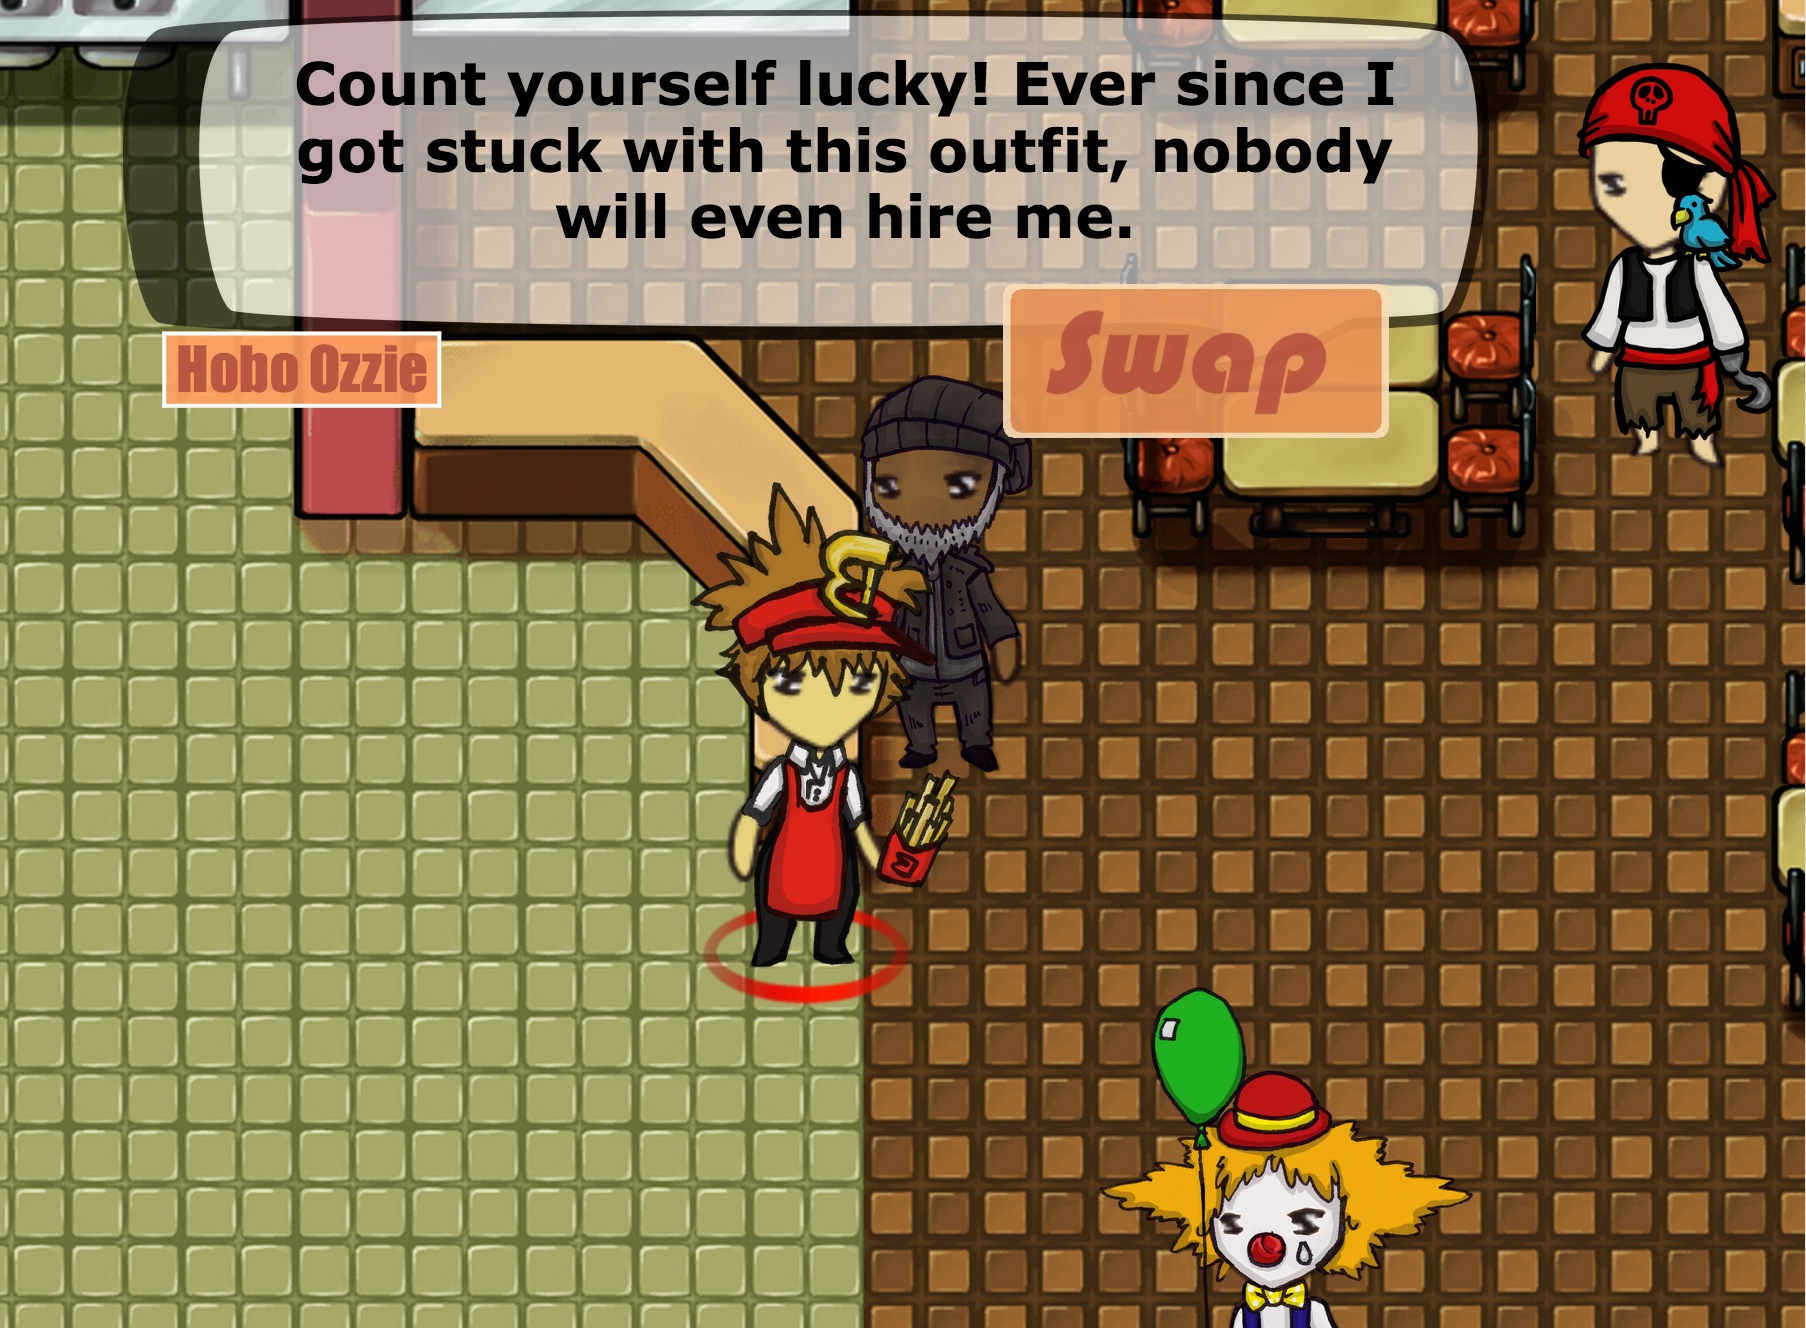 Count yourself lucky! Ever since I
got stuck with this outfit, nobody
will even hire me.
Hobo Ozzie
Swap
B
B